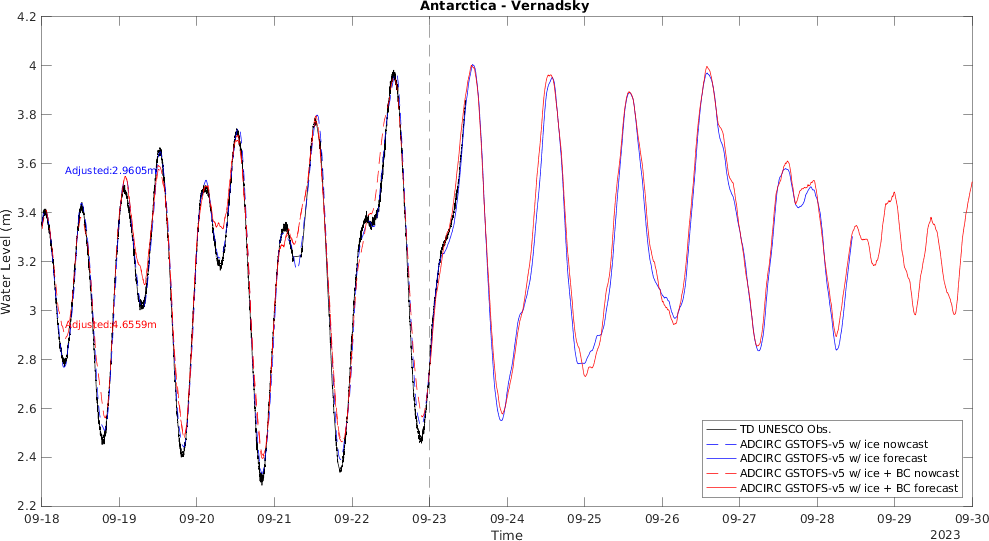 Antarctica - Vernadsky
4.2
4
3.8
3.6
3.4
3.2
3
2.8
2.6
2.4
2.2
Water Level (m)
Adjusted:2.9605m
Adjusted:4.6559m
TD UNESCO Obs.
ADCIRC GSTOFS-v5 w/ ice nowcast
ADCIRC GSTOFS-v5 w/ ice forecast
ADCIRC GSTOFS-v5 w/ ice + BC nowcast
ADCIRC GSTOFS-v5 w/ ice + BC forecast
09-18 09-19 09-20 09-21 09-22 09-23 09-24 09-25 09-26 09-27 09-28 09-29 09-30
Time
2023